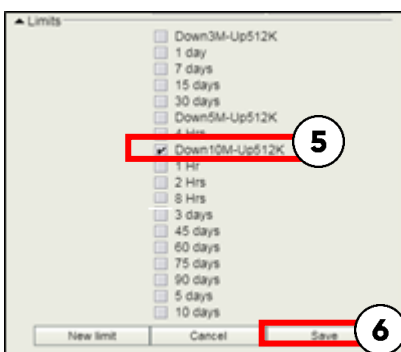 Limits
Down3M-Up512K
1 day
7 days
15 days
30 days
Down5M-Up512K
4 Hrs
Down10M-Up512K
5
1 Hr
2 Hrs
8 Hrs
3 days
45 days
60 days
75 days
90 days
5 days
10 days
New limit Cancel Save
6